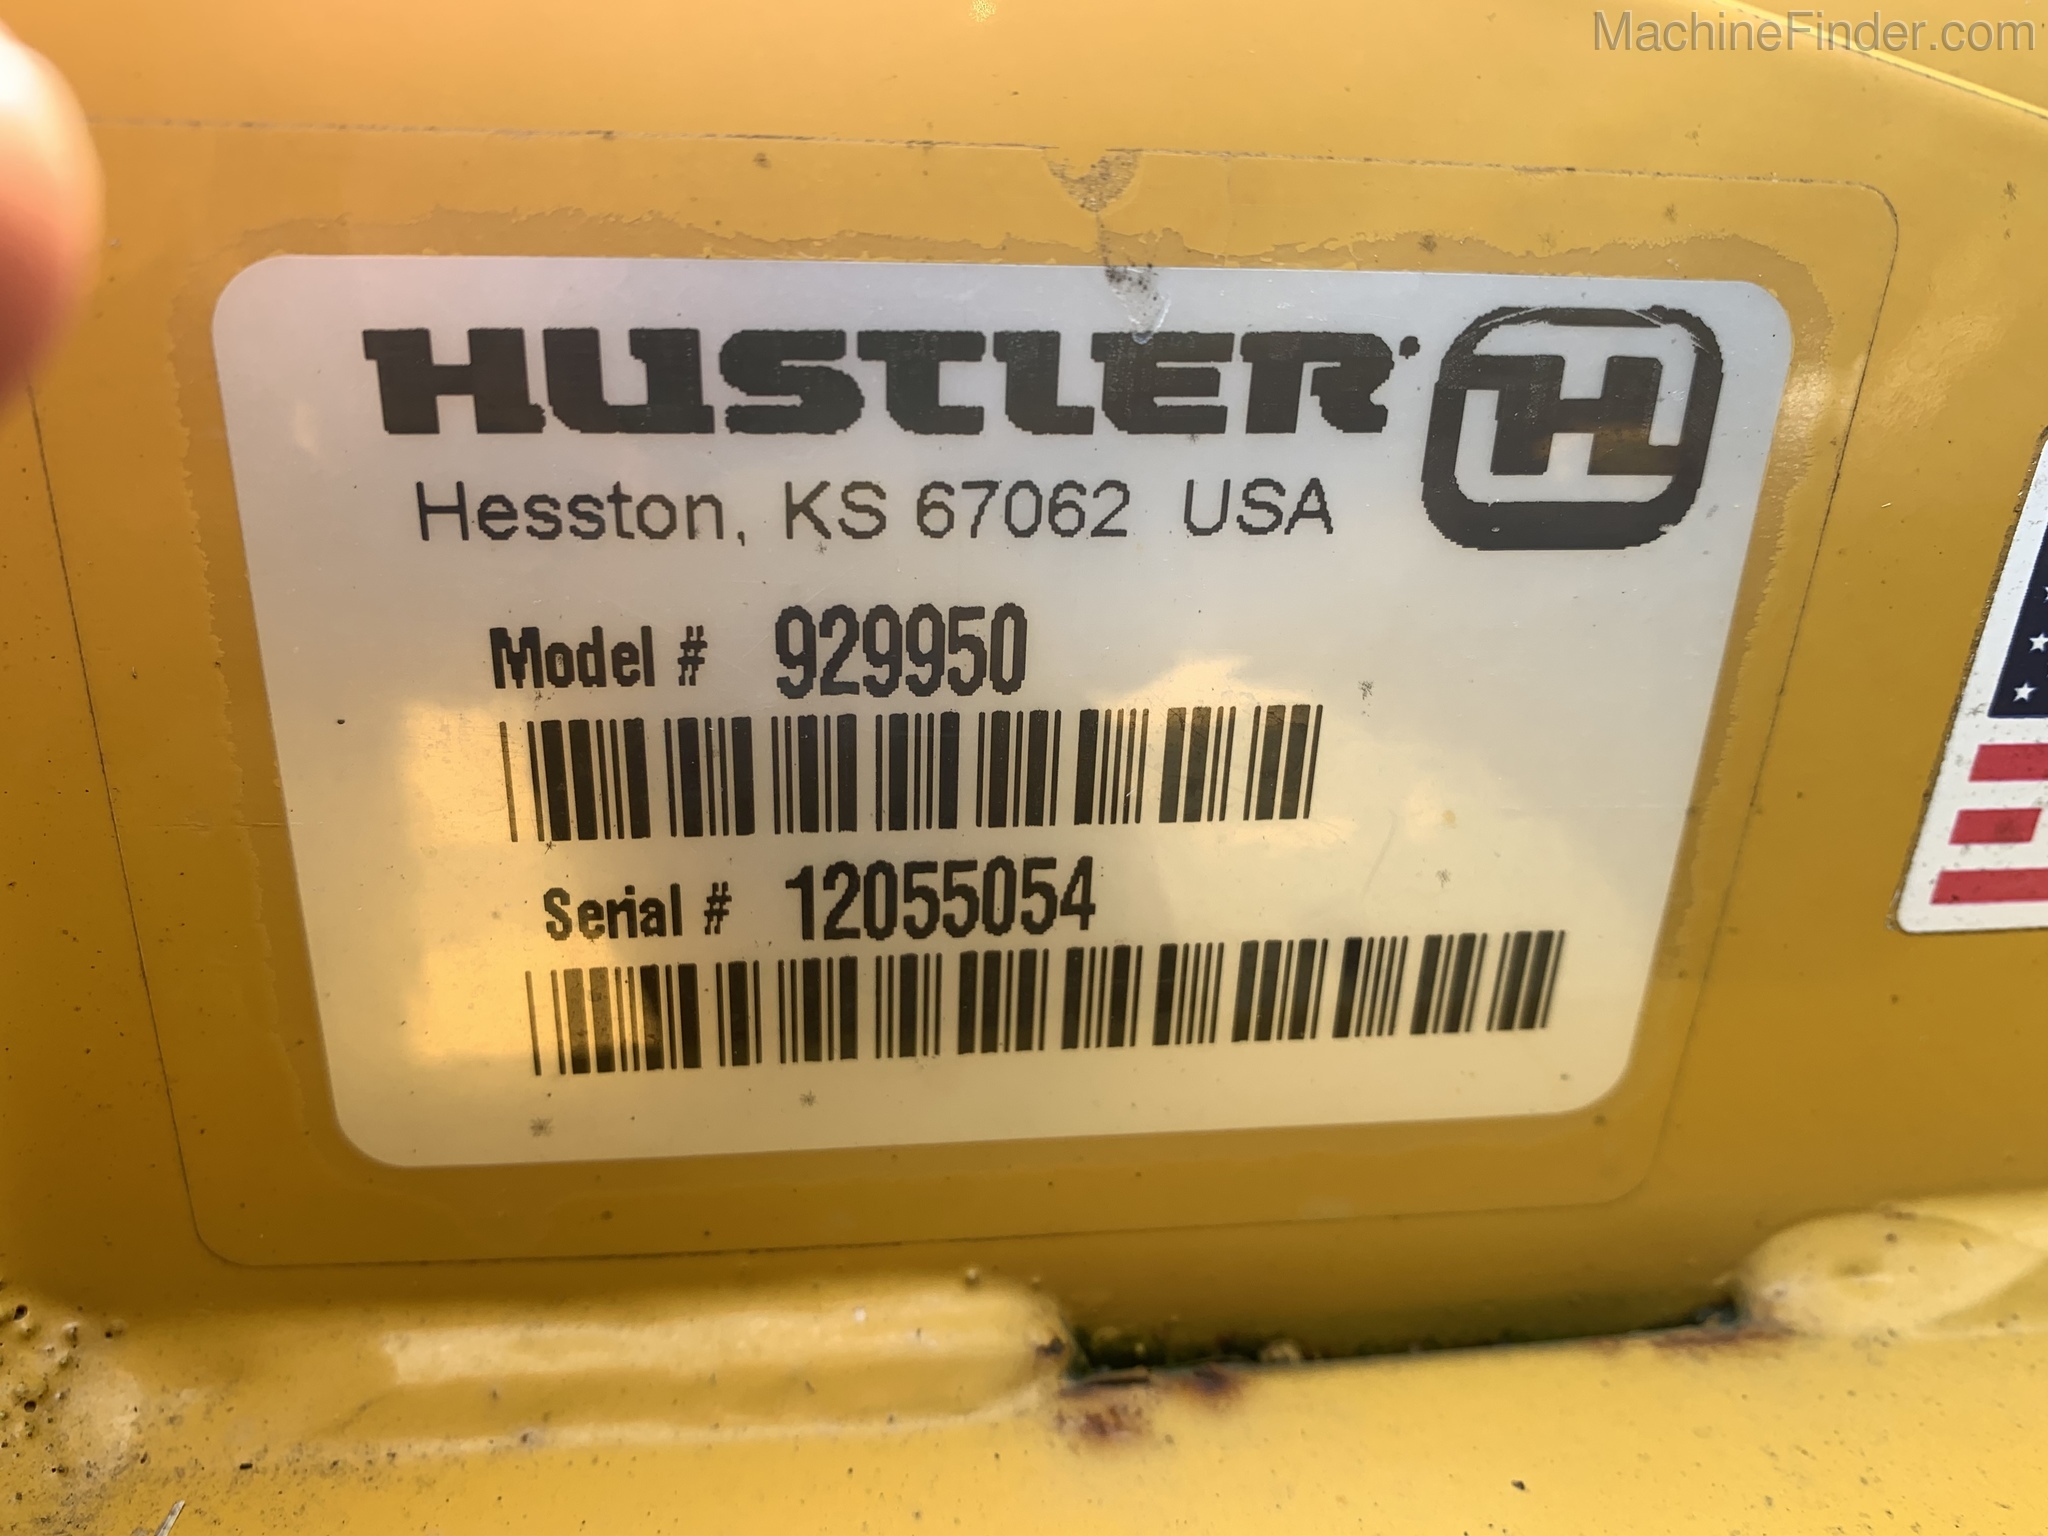 MachineFinder.com
HUSTLER
H
Hesston, KS 67062 USA
Model # 929950
Serial # 12055054